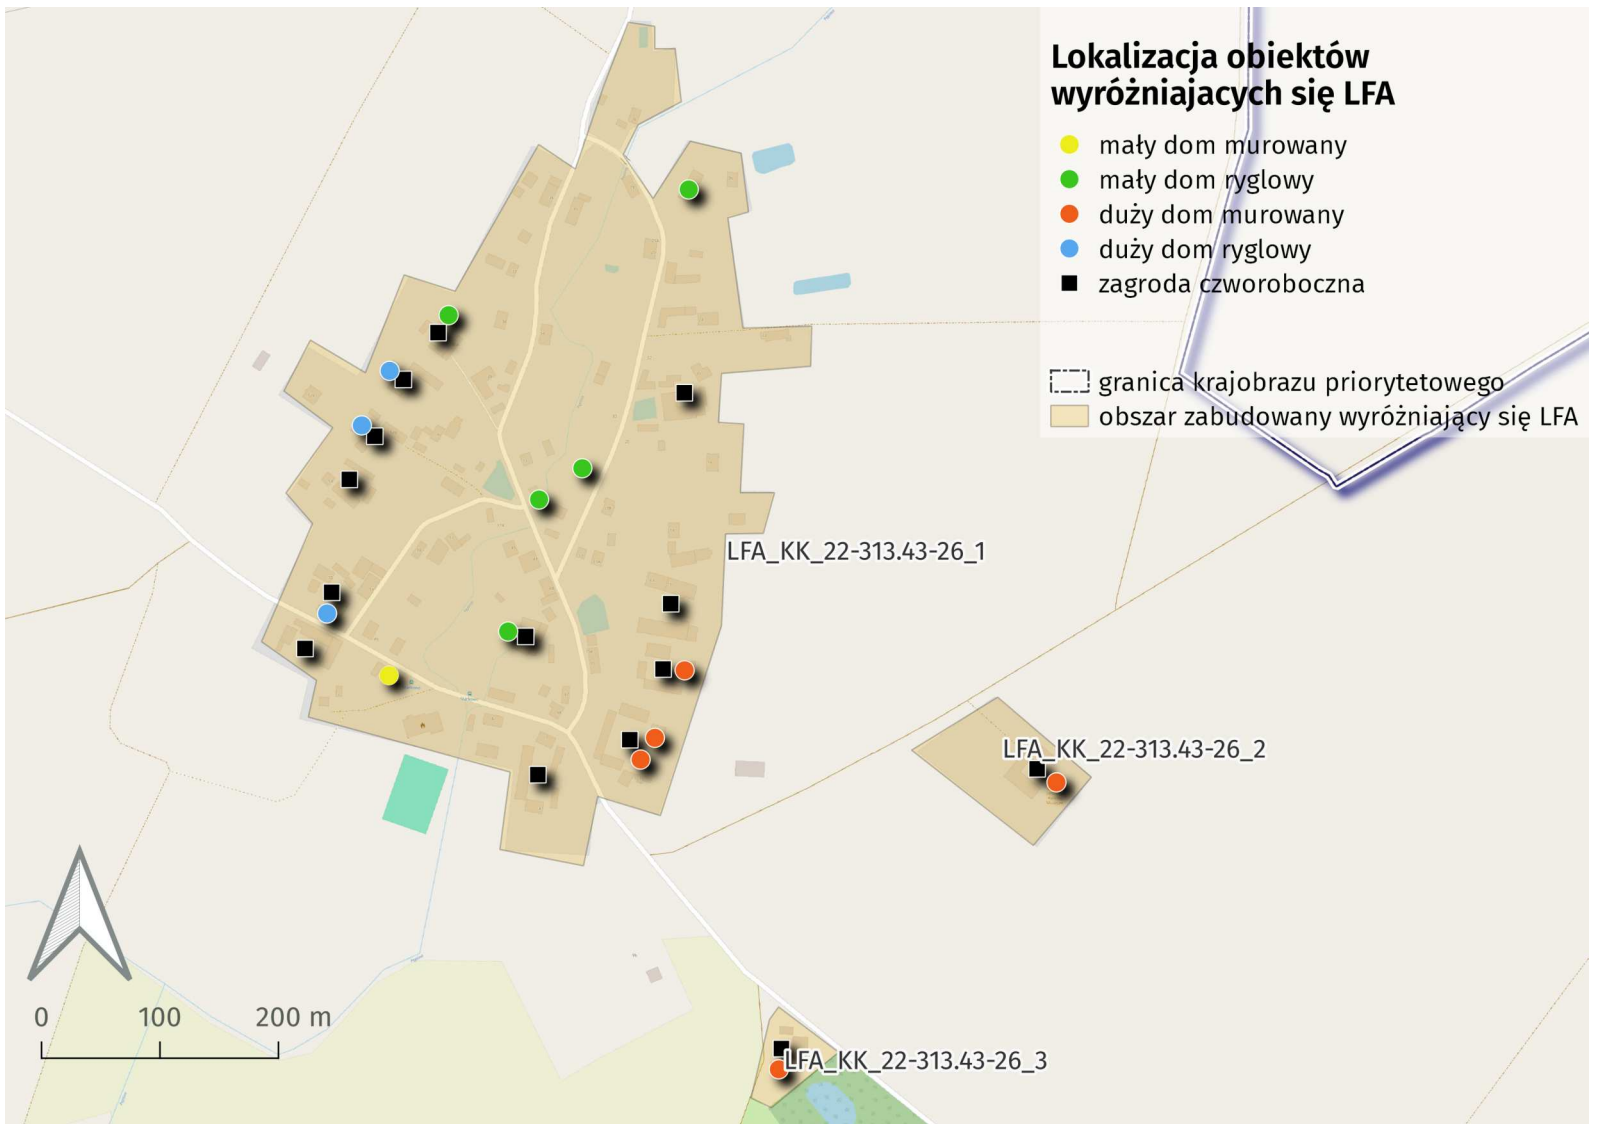 Lokalizacja obiektów
wyróżniajacych się LFA
mały dom murowany
mały dom ryglowy
duży dom murowany
duży dom ryglowy
zagroda czworoboczna
granica krajobrazu priorytetowego
obszar zabudowany wyróżniający się LFA
LFA_KK_22-313.43-26_1
LFA_KK_22-313.43-26_2
LFA_KK_22-313.43-26_3
0 100 200 m